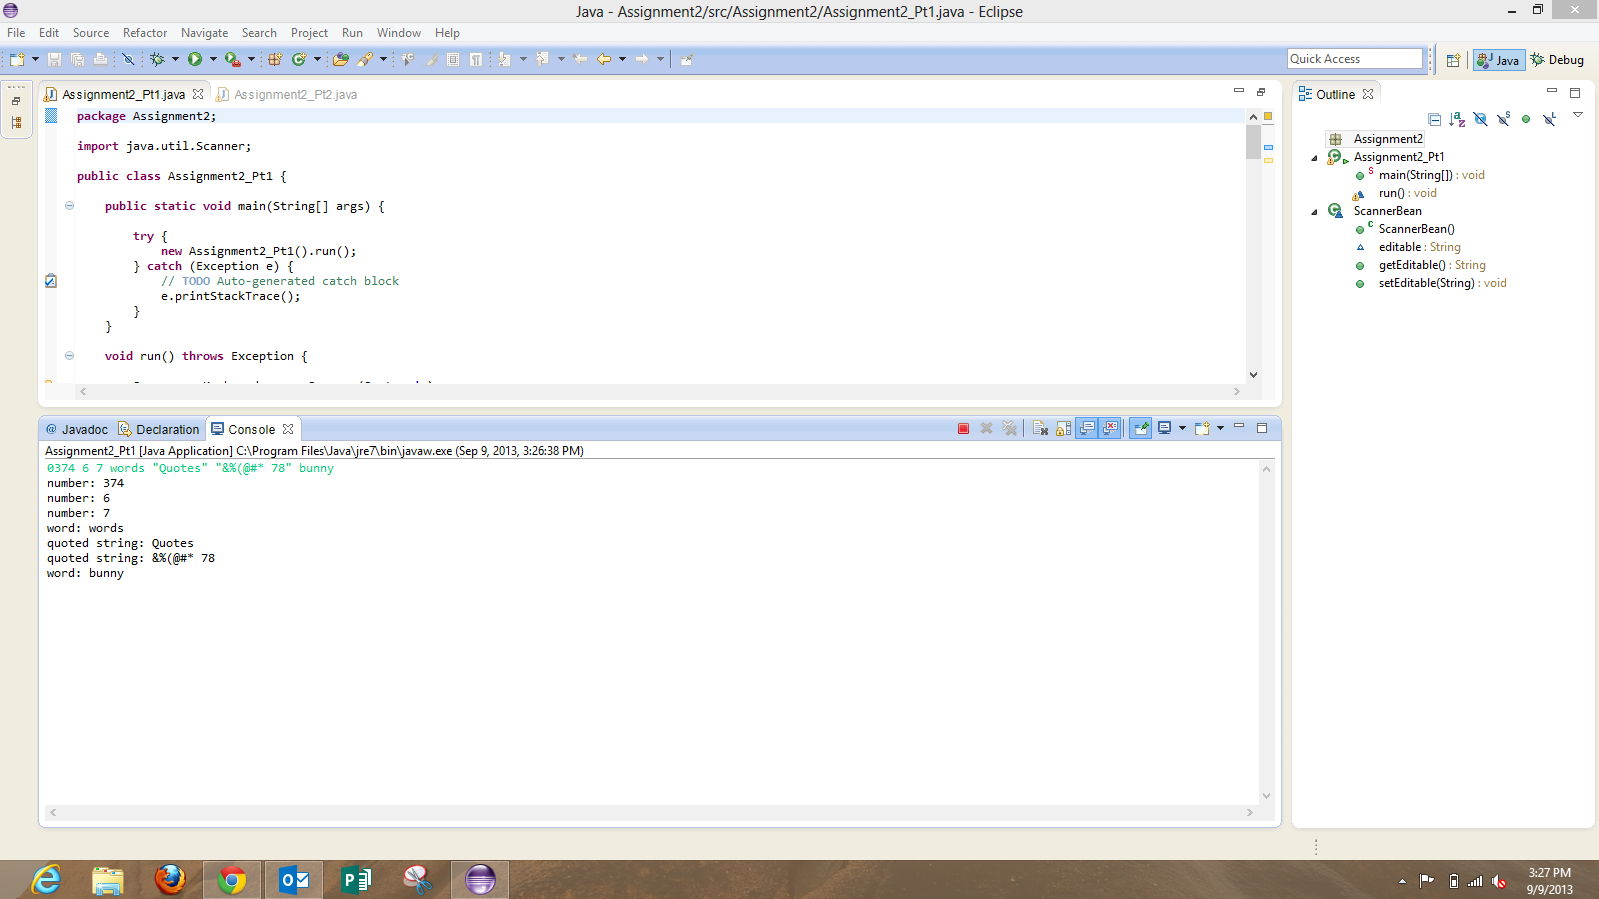 Java - Assignment2/src/Assignment2/Assignment2_Pt1.java - Eclipse
File Edit Source Refactor Navigate Search Project Run Window Help
Quick Access
Java
Debug
Assignment2_Pt1.java
Assignment2_Pt2.java
package Assignment2;
import java.util.Scanner;
public class Assignment2_Pt1 {
public static void main(String[] args) {
try {
new Assignment2_Pt1().run();
} catch (Exception e) {
// TODO Auto-generated catch block
e.printStackTrace();
}
}
void run() throws Exception {
Outline
Assignment2
Assignment2_Pt1
main(String[]) : void
run() : void
ScannerBean
ScannerBean()
editable : String
getEditable() : String
setEditable(String) : void
@ Javadoc Declaration Console
Assignment2_Pt1 [Java Application] C:\Program Files\Java\jre7\bin\javaw.exe (Sep 9, 2013, 3:26:38 PM)
0374 6 7 words "Quotes" "&%(@#* 78" bunny
number: 374
number: 6
number: 7
word: words
quoted string: Quotes
quoted string: &%(@#* 78
word: bunny
3:27 PM
9/9/2013